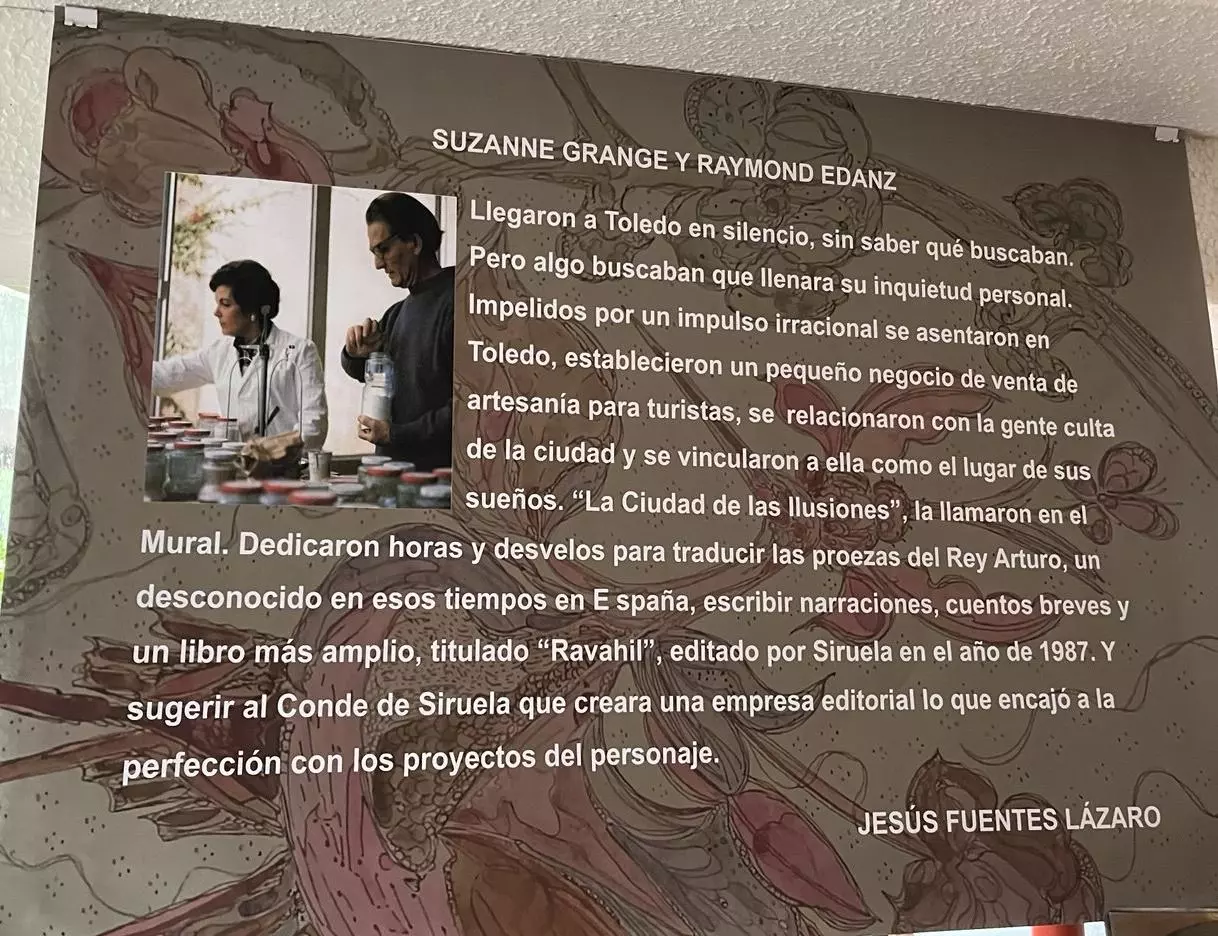 SUZANNE GRANGE Y RAYMOND EDANZ
Llegaron a Toledo en silencio, sin saber qué buscaban.
Pero algo buscaban que llenara su inquietud personal.
Impelidos por un impulso irracional se asentaron en
Toledo, establecieron un pequeño negocio de venta de
artesanía para turistas, se relacionaron con la gente culta
de la ciudad y se vincularon a ella como el lugar de sus
sueños. “La Ciudad de las Ilusiones”, la llamaron en el
Mural. Dedicaron horas y desvelos para traducir las proezas del Rey Arturo, un
desconocido en esos tiempos en E spaña, escribir narraciones, cuentos breves y
un libro más amplio, titulado “Ravahil”, editado por Siruela en el año de 1987. Y
sugerir al Conde de Siruela que creara una empresa editorial lo que encajó a la
perfección con los proyectos del personaje.
JESÚS FUENTES LÁZARO